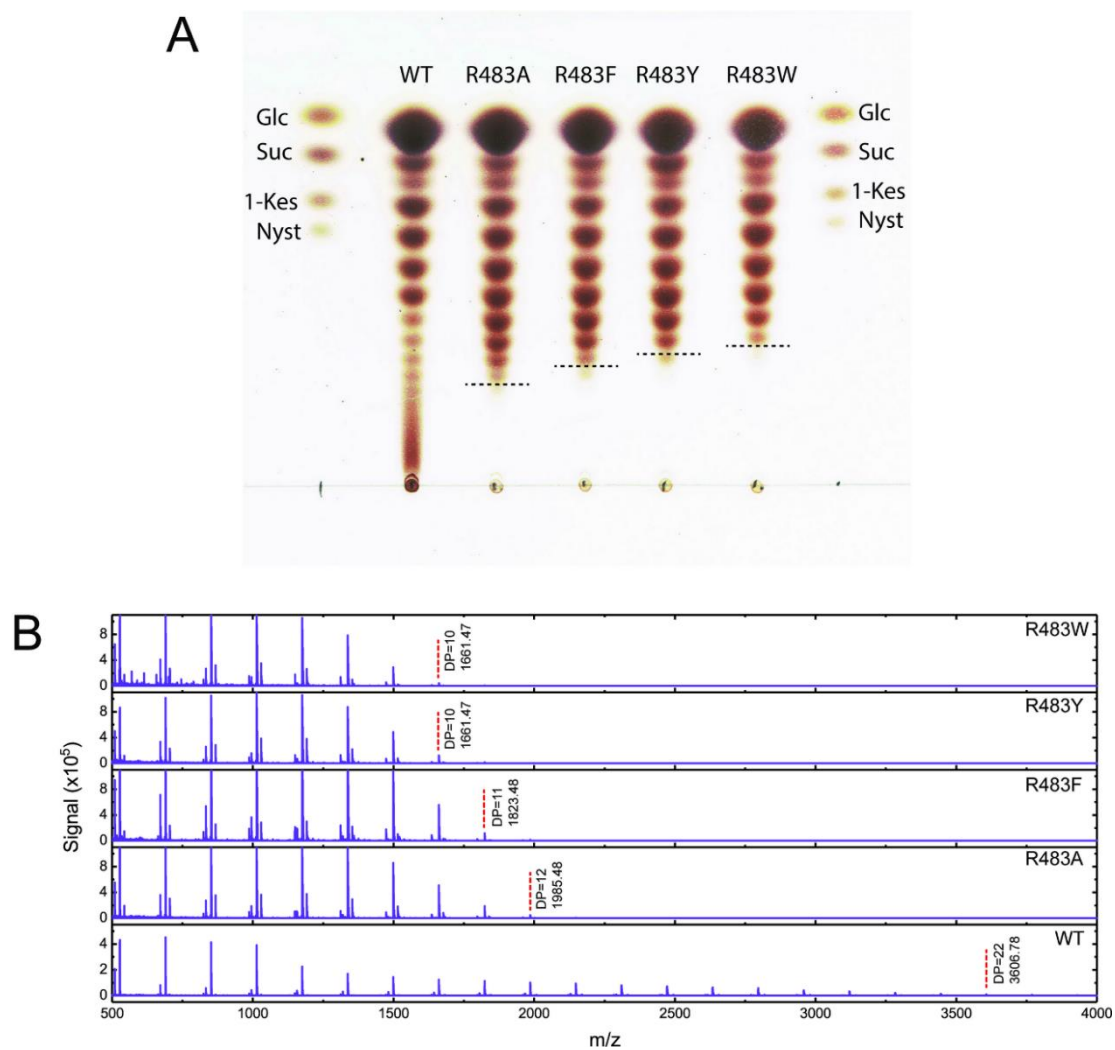 A
WT R483A R483F R483Y R483W
Glc Glc
Suc Suc
1-Kes 1-Kes
Nyst Nyst
B
Signal (x10⁵)
8
4
0
DP=10
1661.47
R483W
8
4
0
DP=10
1661.47
R483Y
8
4
0
DP=11
1823.48
R483F
8
4
0
DP=12
1985.48
R483A
4
2
0
DP=22
3606.78
WT
500 1000 1500 2000 2500 3000 3500 4000
m/z